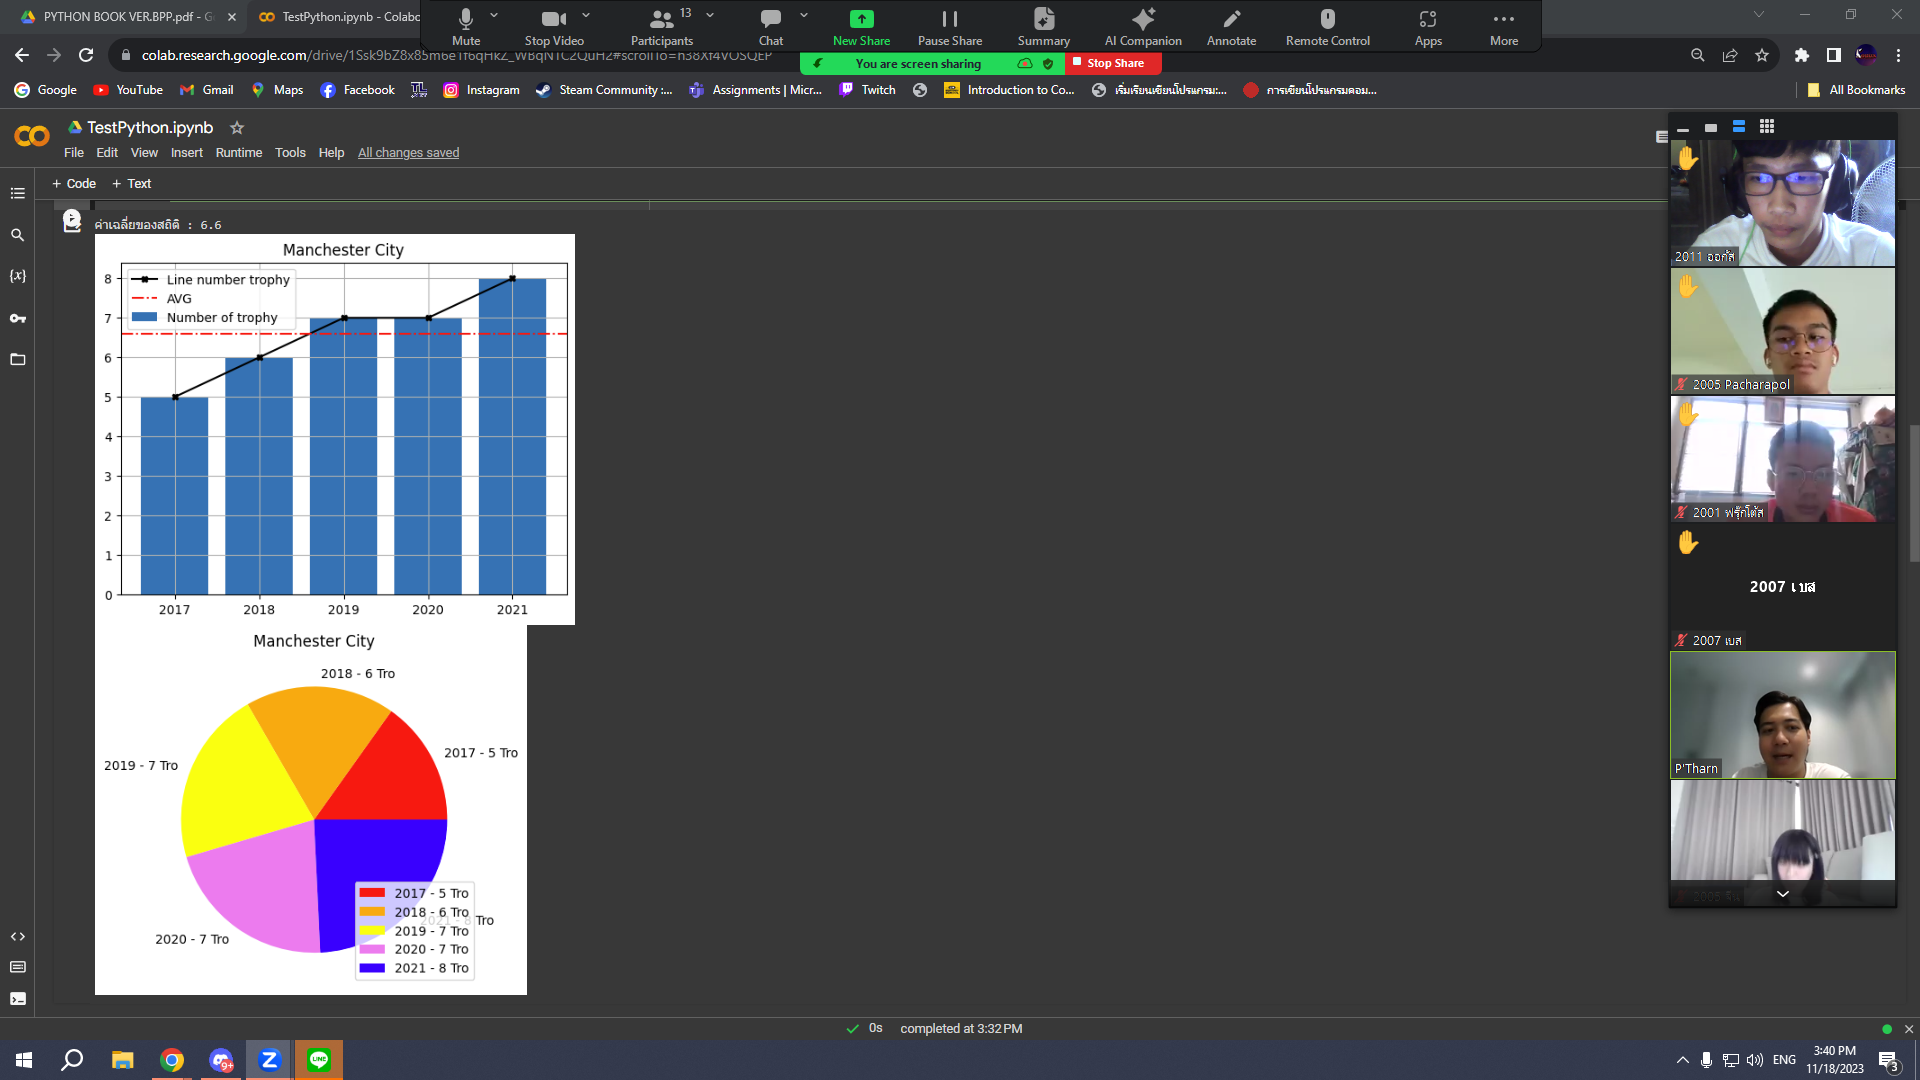 PYTHON BOOK VER.BPP.pdf - G
TestPython.ipynb - Colabo
Mute
Stop Video
Participants
13
Chat
New Share
Pause Share
Summary
AI Companion
Annotate
Remote Control
Apps
More
colab.research.google.com/drive/
You are screen sharing
Stop Share
Google
YouTube
Gmail
Maps
Facebook
Instagram
Steam Community :...
Assignments | Micr...
Twitch
Introduction to Co...
เริ่มเรียนเขียนโปรแกรม:...
การเขียนโปรแกรมคอม...
All Bookmarks
TestPython.ipynb
File Edit View Insert Runtime Tools Help All changes saved
+ Code + Text
ค่าเฉลี่ยของสถิติ : 6.6
Manchester City
Line number trophy
AVG
Number of trophy
8
7
6
5
4
3
2
1
0
2017 2018 2019 2020 2021
Manchester City
2018 - 6 Tro
2017 - 5 Tro
2019 - 7 Tro
2020 - 7 Tro
2021 - 8 Tro
2017 - 5 Tro
2018 - 6 Tro
2019 - 7 Tro
2020 - 7 Tro
2021 - 8 Tro
2011 ออกัส
2005 Pacharapol
2001 ฟรุ๊กโต้ส
2007 เบส
2007 เบส
P'Tharn
0s completed at 3:32 PM
9+
LINE
ENG
3:40 PM
11/18/2023
3